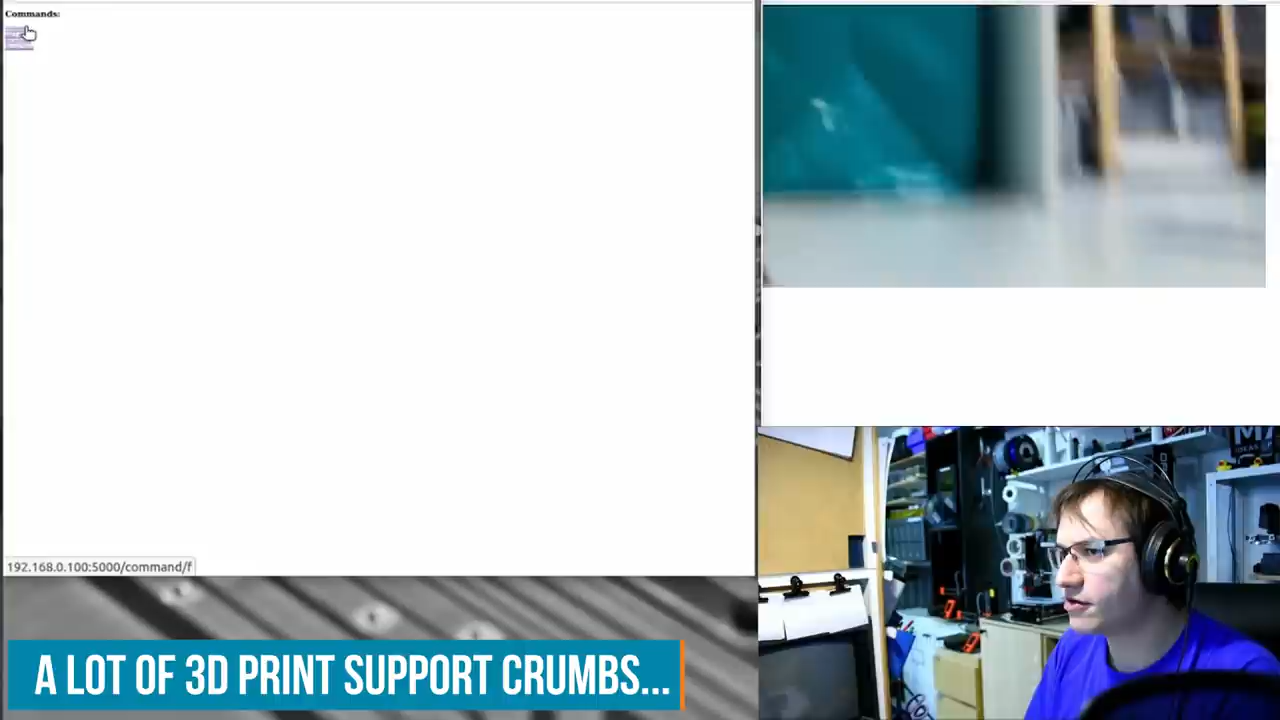 Commands:
192.168.0.100:5000/command/f
A LOT OF 3D PRINT SUPPORT CRUMBS...